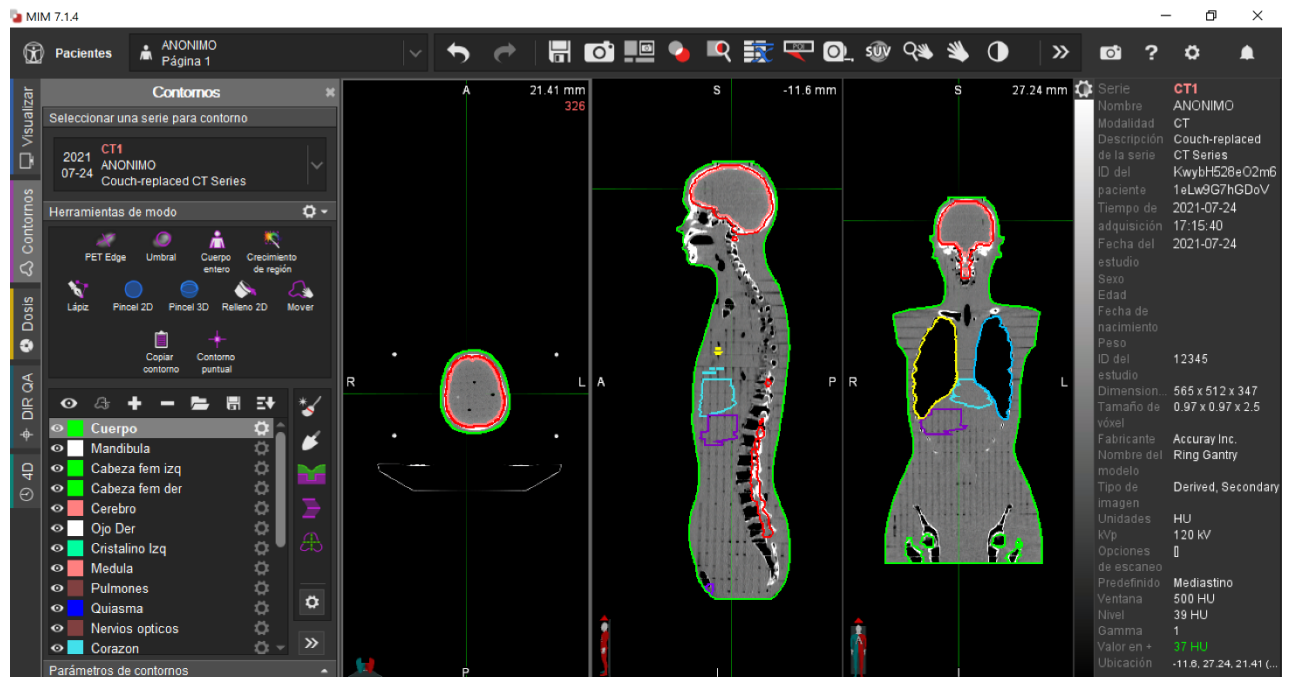 MIM 7.1.4
Pacientes
ANONIMO
Página 1
SUV
Visualizar
Contornos
Dosis
DIR QA
4D
Contornos
Seleccionar una serie para contorno
2021
07-24
CT1
ANONIMO
Couch-replaced CT Series
Herramientas de modo
PET Edge
Umbral
Cuerpo
entero
Crecimiento
de región
Lápiz
Pincel 2D
Pincel 3D
Relleno 2D
Mover
Copiar
contorno
Contorno
puntual
Cuerpo
Mandibula
Cabeza fem izq
Cabeza fem der
Cerebro
Ojo Der
Cristalino Izq
Medula
Pulmones
Quiasma
Nervios opticos
Corazon
Parámetros de contornos
A
21.41 mm
326
R
L
P
S
-11.6 mm
A
P
I
S
27.24 mm
R
L
I
Serie CT1
Nombre ANONIMO
Modalidad CT
Descripción Couch-replaced
de la serie CT Series
ID del KwybH528eO2m6
paciente 1eLw9G7hGDoV
Tiempo de 2021-07-24
adquisición 17:15:40
Fecha del 2021-07-24
estudio
Sexo
Edad
Fecha de
nacimiento
Peso
ID del 12345
estudio
Dimension... 565 x 512 x 347
Tamaño de 0.97 x 0.97 x 2.5
vóxel
Fabricante Accuray Inc.
Nombre del Ring Gantry
modelo
Tipo de Derived, Secondary
imagen
Unidades HU
kVp 120 kV
Opciones []
de escaneo
Predefinido Mediastino
Ventana 500 HU
Nivel 39 HU
Gamma 1
Valor en + 37 HU
Ubicación -11.6, 27.24, 21.41 (...